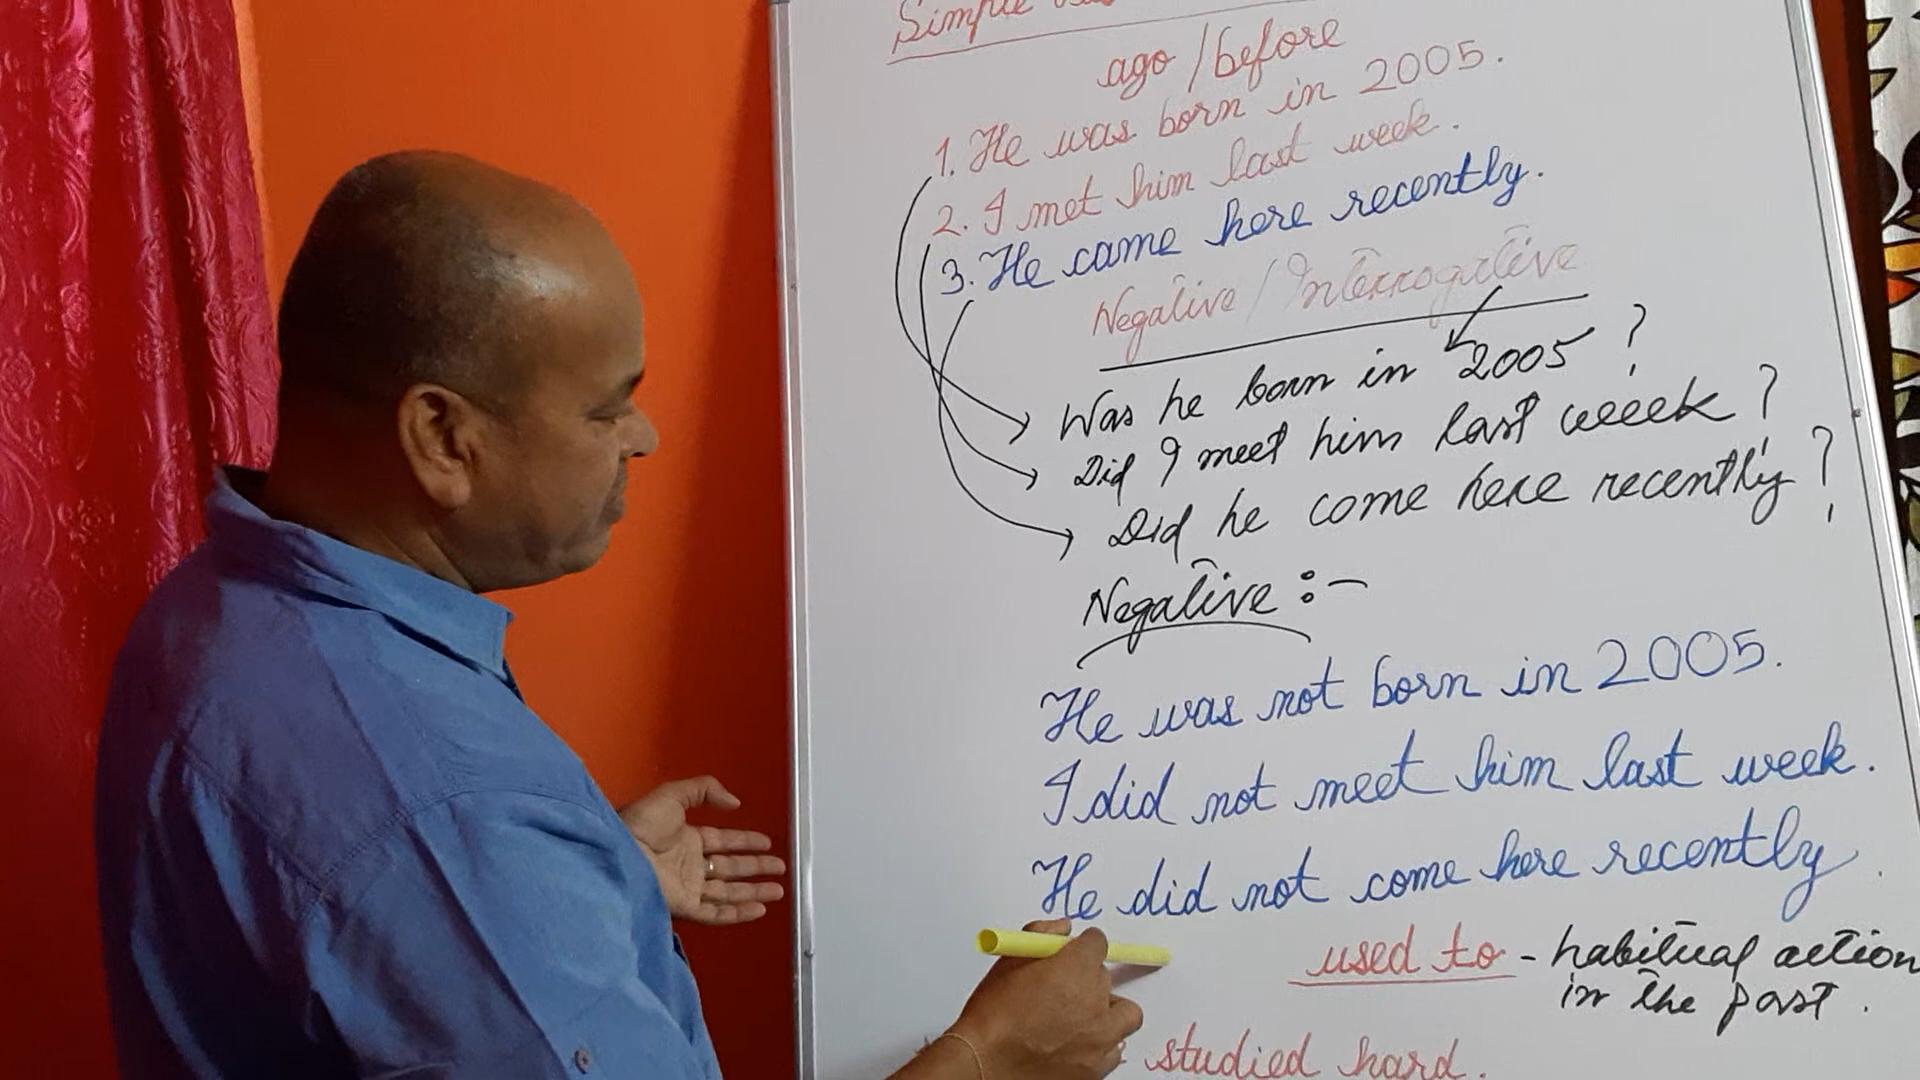 Simple
ago / before
1. He was born in 2005.
2. I met him last week.
3. He came here recently.
Negative / Interrogative
Was he born in 2005 ?
Did I meet him last weeek ?
Did he come here recently ?
Negative :-
He was not born in 2005.
I did not meet him last week.
He did not come here recently.
used to - habitual action
in the past.
studied hard.